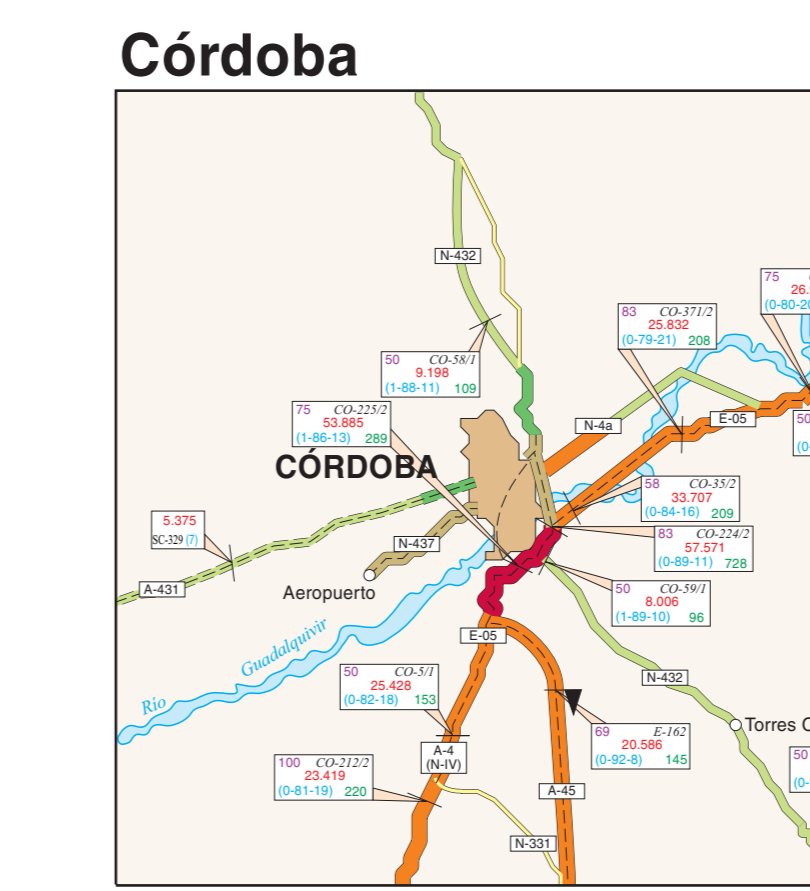 Córdoba
N-432
75
26.
(0-80-20
83 CO-371/2
25.832
(0-79-21) 208
50 CO-58/1
9.198
(1-88-11) 109
75 CO-225/2
53.885
(1-86-13) 289
N-4a
E-05
50
(0-
CÓRDOBA
58 CO-35/2
33.707
(0-84-16) 209
5.375
SC-329 (7)
83 CO-224/2
57.571
(0-89-11) 728
N-437
A-431
Aeropuerto
50 CO-59/1
8.006
(1-89-10) 96
Río Guadalquivir
E-05
50 CO-5/1
25.428
(0-82-18) 153
N-432
Torres C
69 E-162
20.586
(0-92-8) 145
A-4
(N-IV)
100 CO-212/2
23.419
(0-81-19) 220
50
(0-
A-45
N-331